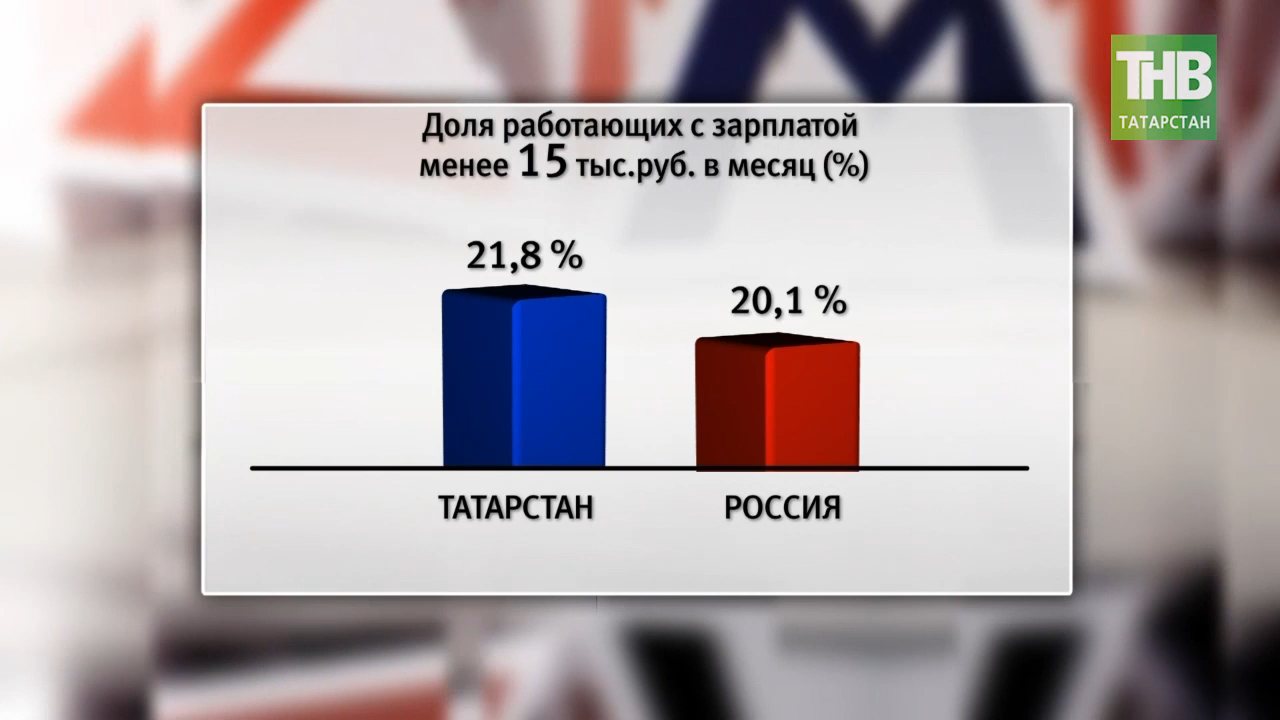 ТНВ
ТАТАРСТАН
Доля работающих с зарплатой
менее 15 тыс.руб. в месяц (%)
21,8 %
20,1 %
ТАТАРСТАН
РОССИЯ